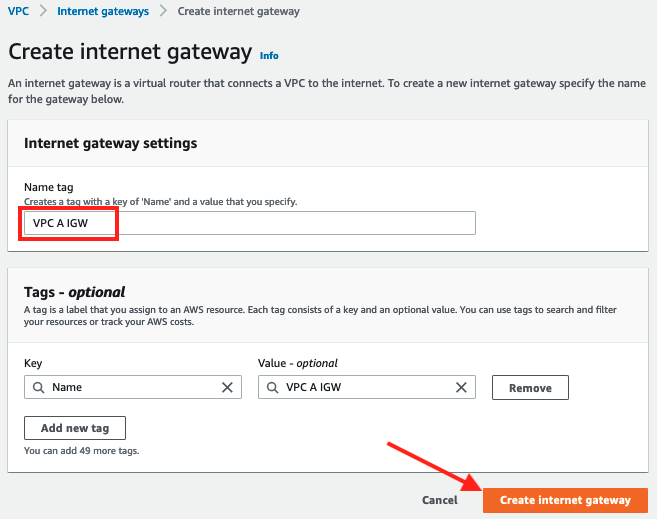 VPC > Internet gateways > Create internet gateway
Create internet gateway Info
An internet gateway is a virtual router that connects a VPC to the internet. To create a new internet gateway specify the name
for the gateway below.
Internet gateway settings
Name tag
Creates a tag with a key of 'Name' and a value that you specify.
VPC A IGW
Tags - optional
A tag is a label that you assign to an AWS resource. Each tag consists of a key and an optional value. You can use tags to search and filter
your resources or track your AWS costs.
Key Value - optional
Name VPC A IGW Remove
Add new tag
You can add 49 more tags.
Cancel Create internet gateway